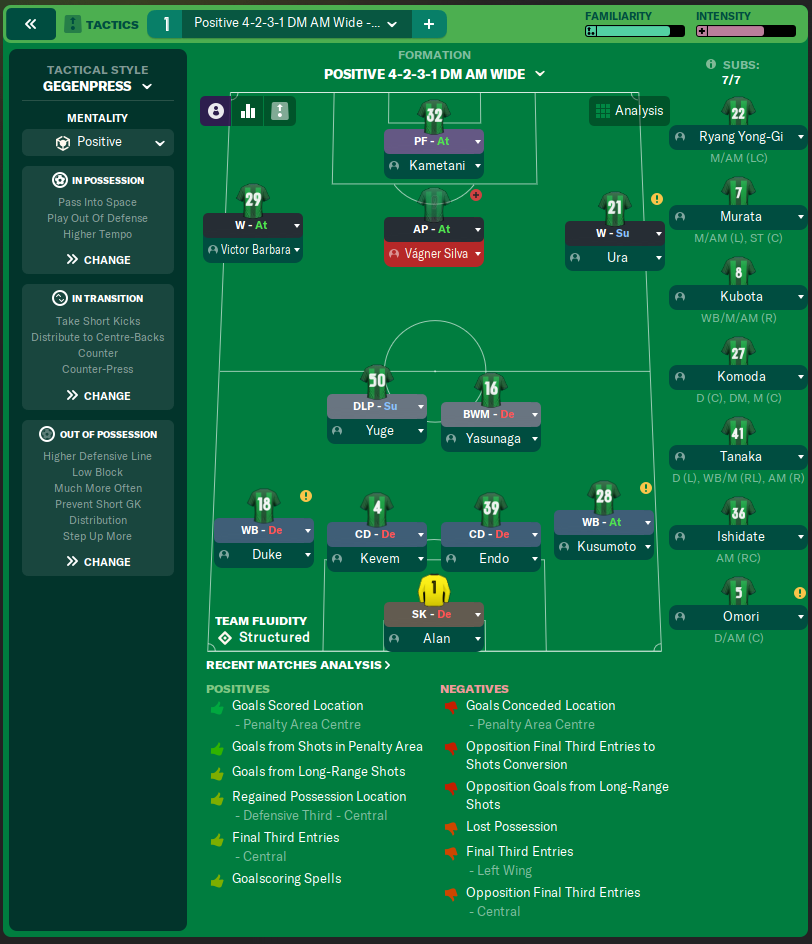 TACTICS
1
Positive 4-2-3-1 DM AM Wide -...
FAMILIARITY
INTENSITY
TACTICAL STYLE
GEGENPRESS
MENTALITY
Positive
IN POSSESSION
Pass Into Space
Play Out Of Defense
Higher Tempo
CHANGE
IN TRANSITION
Take Short Kicks
Distribute to Centre-Backs
Counter
Counter-Press
CHANGE
OUT OF POSSESSION
Higher Defensive Line
Low Block
Much More Often
Prevent Short GK
Distribution
Step Up More
CHANGE
FORMATION
POSITIVE 4-2-3-1 DM AM WIDE
Analysis
32
PF - At
Kametani
29
W - At
Victor Barbara
AP - At
Vágner Silva
21
W - Su
Ura
50
DLP - Su
Yuge
16
BWM - De
Yasunaga
18
WB - De
Duke
4
CD - De
Kevem
39
CD - De
Endo
28
WB - At
Kusumoto
1
SK - De
Alan
TEAM FLUIDITY
Structured
SUBS:
7/7
22
Ryang Yong-Gi
M/AM (LC)
7
Murata
M/AM (L), ST (C)
8
Kubota
WB/M/AM (R)
27
Komoda
D (C), DM, M (C)
41
Tanaka
D (L), WB/M (RL), AM (R)
36
Ishidate
AM (RC)
5
Omori
D/AM (C)
RECENT MATCHES ANALYSIS >
POSITIVES
Goals Scored Location
- Penalty Area Centre
Goals from Shots in Penalty Area
Goals from Long-Range Shots
Regained Possession Location
- Defensive Third - Central
Final Third Entries
- Central
Goalscoring Spells
NEGATIVES
Goals Conceded Location
- Penalty Area Centre
Opposition Final Third Entries to
Shots Conversion
Opposition Goals from Long-Range
Shots
Lost Possession
Final Third Entries
- Left Wing
Opposition Final Third Entries
- Central